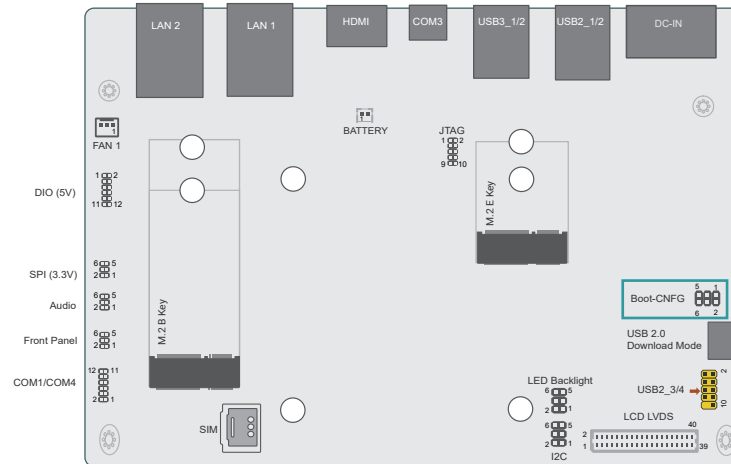 LAN 2
LAN 1
HDMI
COM3
USB3_1/2
USB2_1/2
DC-IN
1
FAN 1
1
BATTERY
JTAG
1 2
9 10
DIO (5V)
1 2
11 12
M.2 B Key
M.2 E Key
SPI (3.3V)
6 5
2 1
Audio
6 5
2 1
Front Panel
6 5
2 1
COM1/COM4
12 11
2 1
Boot-CNFG
5 1
6 2
USB 2.0
Download Mode
USB2_3/4
2
10
LED Backlight
6 5
2 1
SIM
6 5
2 1
I2C
LCD LVDS
40
2
1
39